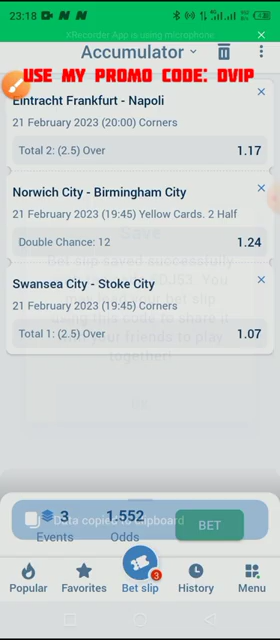 23:18
XRecorder App is using microphone
Accumulator
USE MY PROMO CODE: DVIP
Eintracht Frankfurt - Napoli
21 February 2023 (20:00) Corners
Total 2: (2.5) Over 1.17
Norwich City - Birmingham City
21 February 2023 (19:45) Yellow Cards. 2 Half
Double Chance: 12 1.24
Save
Swansea City - Stoke City
21 February 2023 (19:45) Corners
Total 1: (2.5) Over 1.07
3 1.552
Data copied to clipboard
BET
Events Odds
3
Popular Favorites Bet slip History Menu